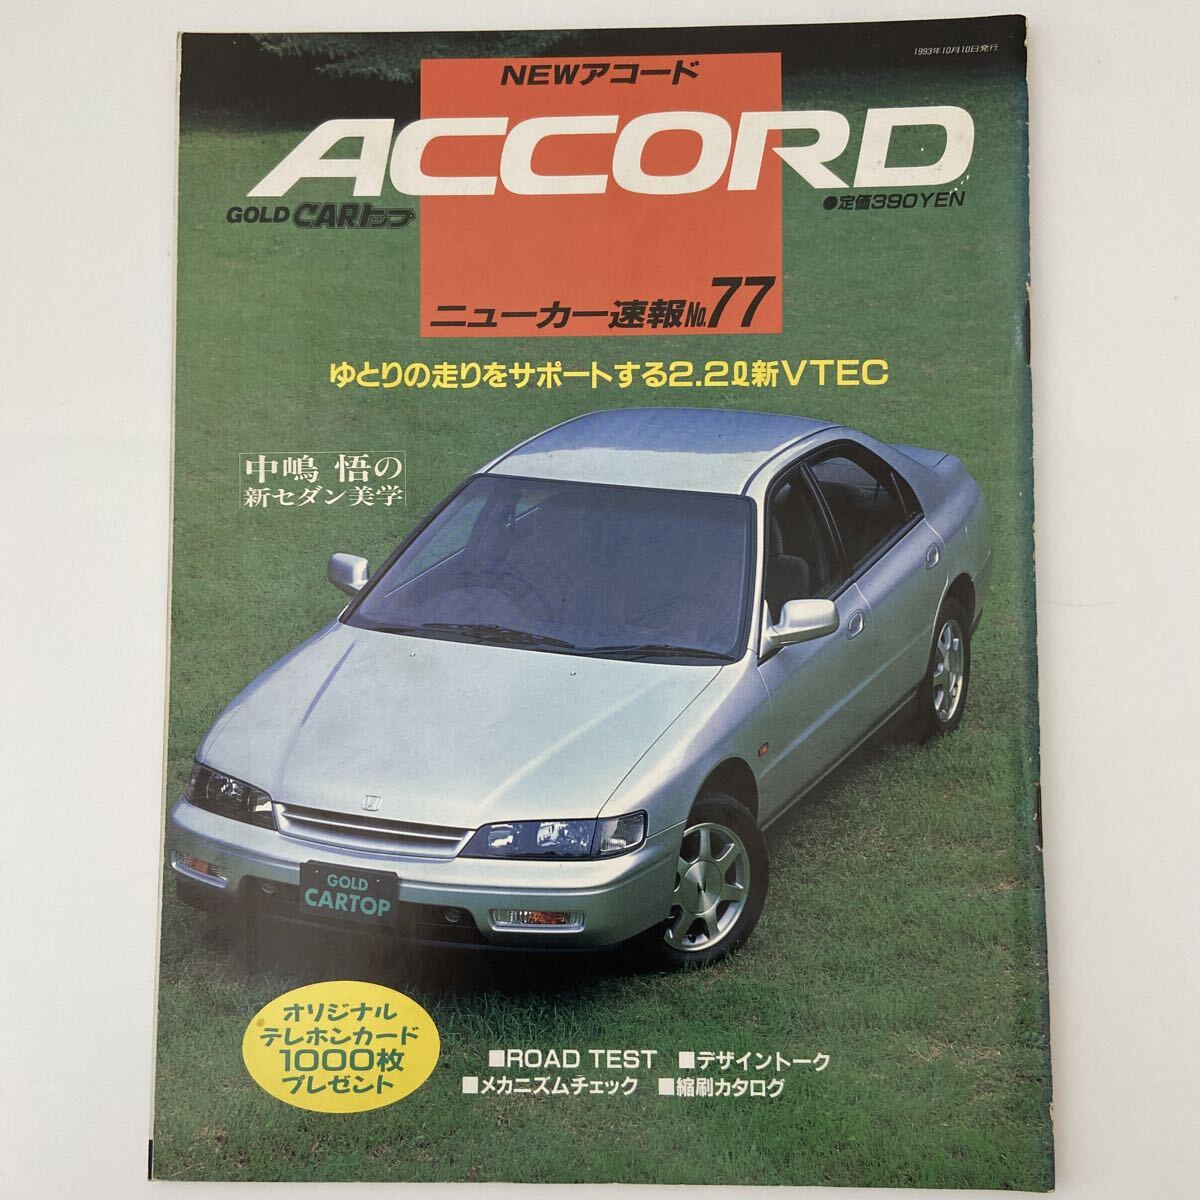 1993年10月10日発行
NEWアコード
ACCORD
GOLD CARトップ
●定価390YEN
ニューカー速報No.77
ゆとりの走りをサポートする2.2ℓ新VTEC
中嶋 悟の
新セダン美学
GOLD
CARTOP
オリジナル
テレホンカード
1000枚
プレゼント
■ROAD TEST ■デザイントーク
■メカニズムチェック ■縮刷カタログ